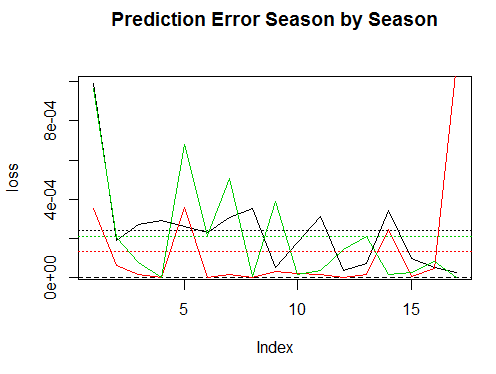 Prediction Error Season by Season
loss
8e-04
4e-04
0e+00
5
10
15
Index